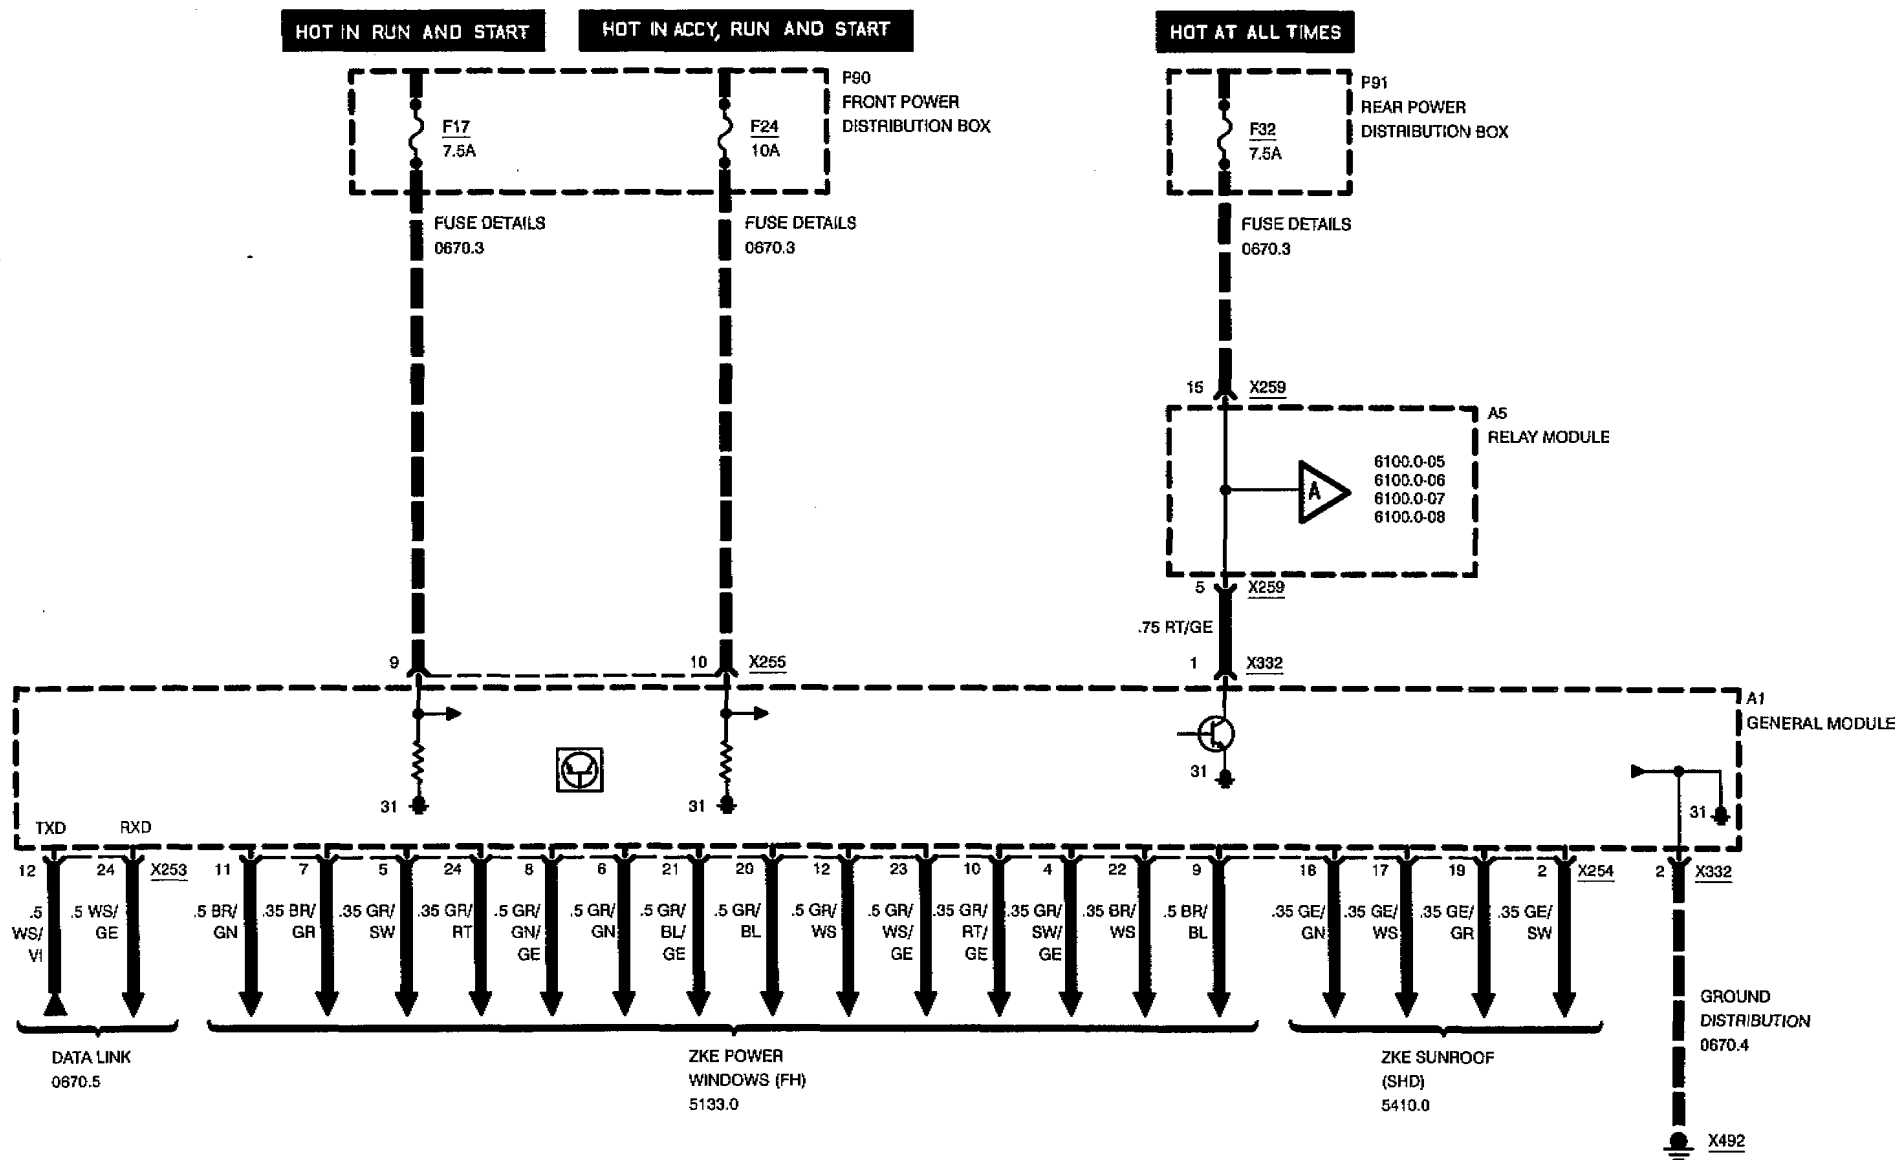 HOT IN RUN AND START
HOT IN ACCY, RUN AND START
HOT AT ALL TIMES
P90
FRONT POWER
DISTRIBUTION BOX
P91
REAR POWER
DISTRIBUTION BOX
F17
7.5A
F24
10A
F32
7.5A
FUSE DETAILS
0670.3
FUSE DETAILS
0670.3
FUSE DETAILS
0670.3
15 X259
A5
RELAY MODULE
A
6100.0-05
6100.0-06
6100.0-07
6100.0-08
5 X259
.75 RT/GE
9
10 X255
1 X332
A1
GENERAL MODULE
31
31
31
31
TXD
RXD
12
24
X253
11
7
5
24
8
6
21
20
12
23
10
4
22
9
18
17
19
2
X254
2
X332
.5
WS/
VI
.5 WS/
GE
.5 BR/
GN
.35 BR/
GR
.35 GR/
SW
.35 GR/
RT
.5 GR/
GN/
GE
.5 GR/
GN
.5 GR/
BL/
GE
.5 GR/
BL
.5 GR/
WS
.5 GR/
WS/
GE
.35 GR/
RT/
GE
.35 GR/
SW/
GE
.35 BR/
WS
.5 BR/
BL
.35 GE/
GN
.35 GE/
WS
.35 GE/
GR
.35 GE/
SW
GROUND
DISTRIBUTION
0670.4
DATA LINK
0670.5
ZKE POWER
WINDOWS (FH)
5133.0
ZKE SUNROOF
(SHD)
5410.0
X492